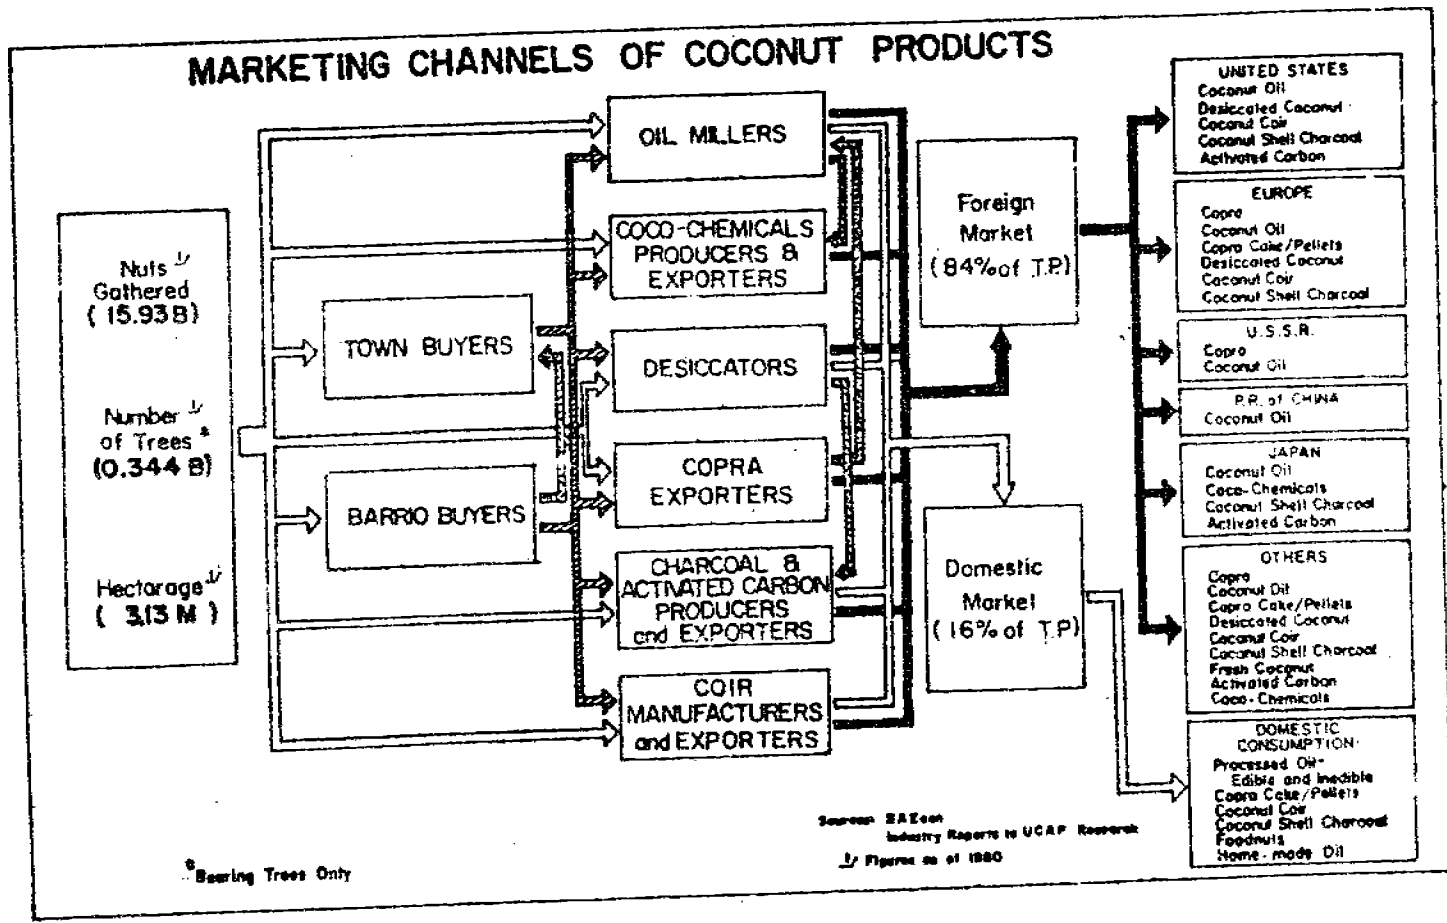 MARKETING CHANNELS OF COCONUT PRODUCTS
Nuts 1/
Gathered
( 15.93B)
Number 1/
of Trees *
(0.344 B)
Hectarage 1/
( 3.13 M )
TOWN BUYERS
BARRIO BUYERS
OIL MILLERS
COCO-CHEMICALS
PRODUCERS &
EXPORTERS
DESICCATORS
COPRA
EXPORTERS
CHARCOAL &
ACTIVATED CARBON
PRODUCERS
and EXPORTERS
COIR
MANUFACTURERS
and EXPORTERS
Foreign
Market
(84% of T.P.)
Domestic
Market
(16% of T.P)
UNITED STATES
Coconut Oil
Desiccated Coconut
Coconut Coir
Coconut Shell Charcoal
Activated Carbon
EUROPE
Copra
Coconut Oil
Copra Cake/Pellets
Desiccated Coconut
Coconut Coir
Coconut Shell Charcoal
U.S.S.R.
Copra
Coconut Oil
P.R. of CHINA
Coconut Oil
JAPAN
Coconut Oil
Coco-Chemicals
Coconut Shell Charcoal
Activated Carbon
OTHERS
Copra
Coconut Oil
Copra Cake/Pellets
Desiccated Coconut
Coconut Coir
Coconut Shell Charcoal
Fresh Coconut
Activated Carbon
Coco-Chemicals
DOMESTIC
CONSUMPTION
Processed Oil-
Edible and Inedible
Copra Cake/Pellets
Coconut Coir
Coconut Shell Charcoal
Foodnuts
Home-made Oil
Sources: BAEcon
Industry Reports to UCAP Research
1/ Figures as of 1980
* Bearing Trees Only